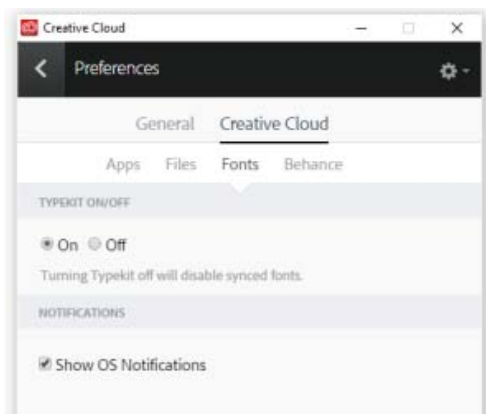 Creative Cloud
Preferences
General Creative Cloud
Apps Files Fonts Behance
TYPEKIT ON/OFF
On Off
Turning Typekit off will disable synced fonts.
NOTIFICATIONS
Show OS Notifications